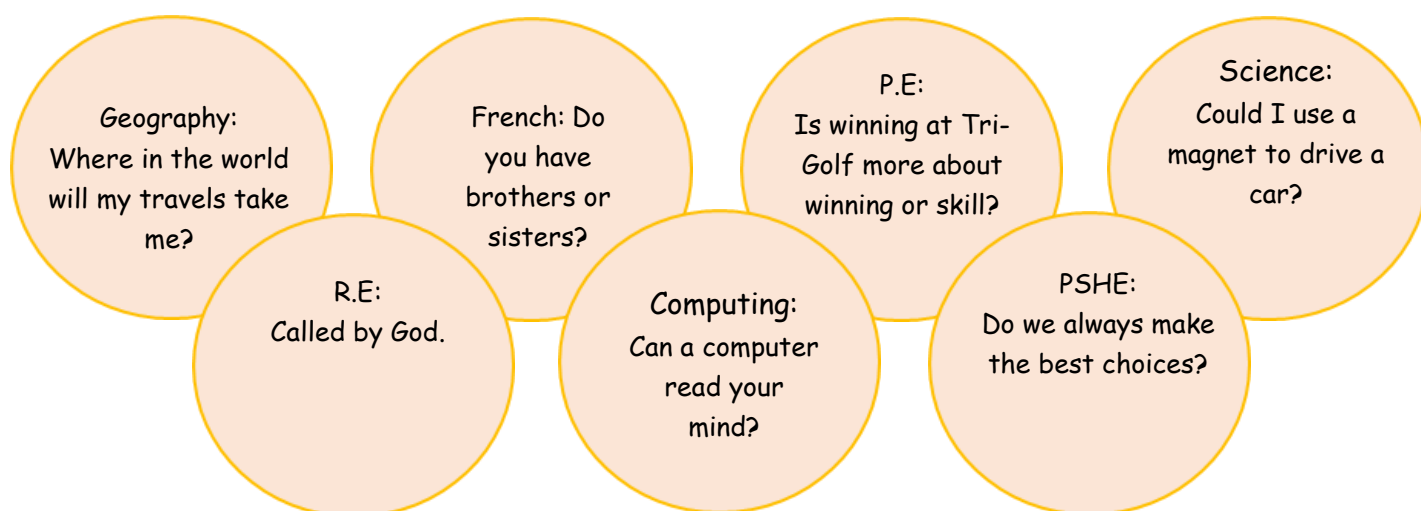 Geography:
Where in the world
will my travels take
me?
French: Do
you have
brothers or
sisters?
P.E:
Is winning at Tri-
Golf more about
winning or skill?
Science:
Could I use a
magnet to drive a
car?
R.E:
Called by God.
Computing:
Can a computer
read your
mind?
PSHE:
Do we always make
the best choices?